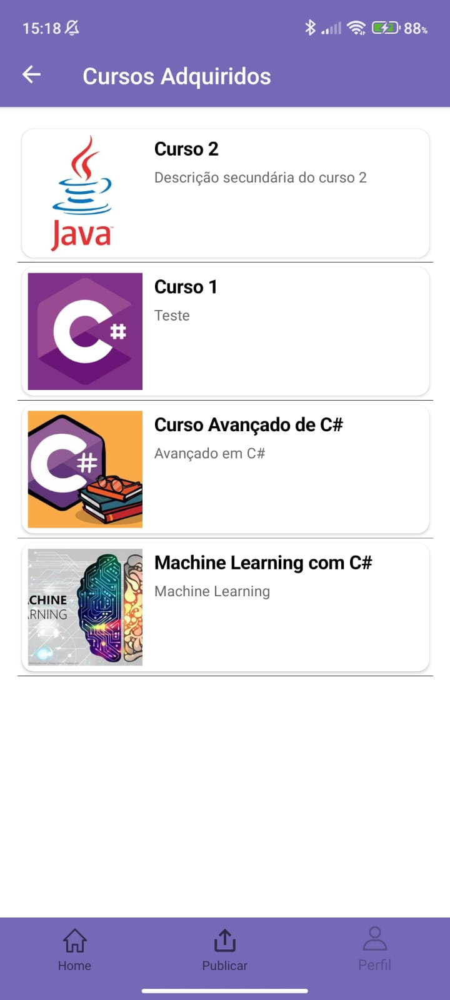 15:18
88%
Cursos Adquiridos
Java
Curso 2
Descrição secundária do curso 2
C#
Curso 1
Teste
C#
Curso Avançado de C#
Avançado em C#
CHINE
RNING
Machine Learning com C#
Machine Learning
Home
Publicar
Perfil